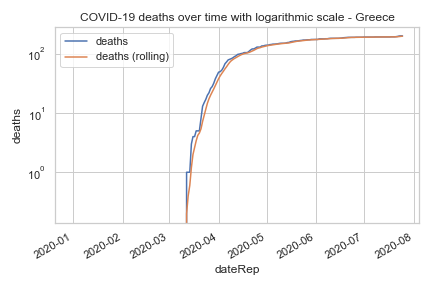 COVID-19 deaths over time with logarithmic scale - Greece
deaths
deaths (rolling)
10²
10¹
10⁰
deaths
2020-01
2020-02
2020-03
2020-04
2020-05
2020-06
2020-07
2020-08
dateRep